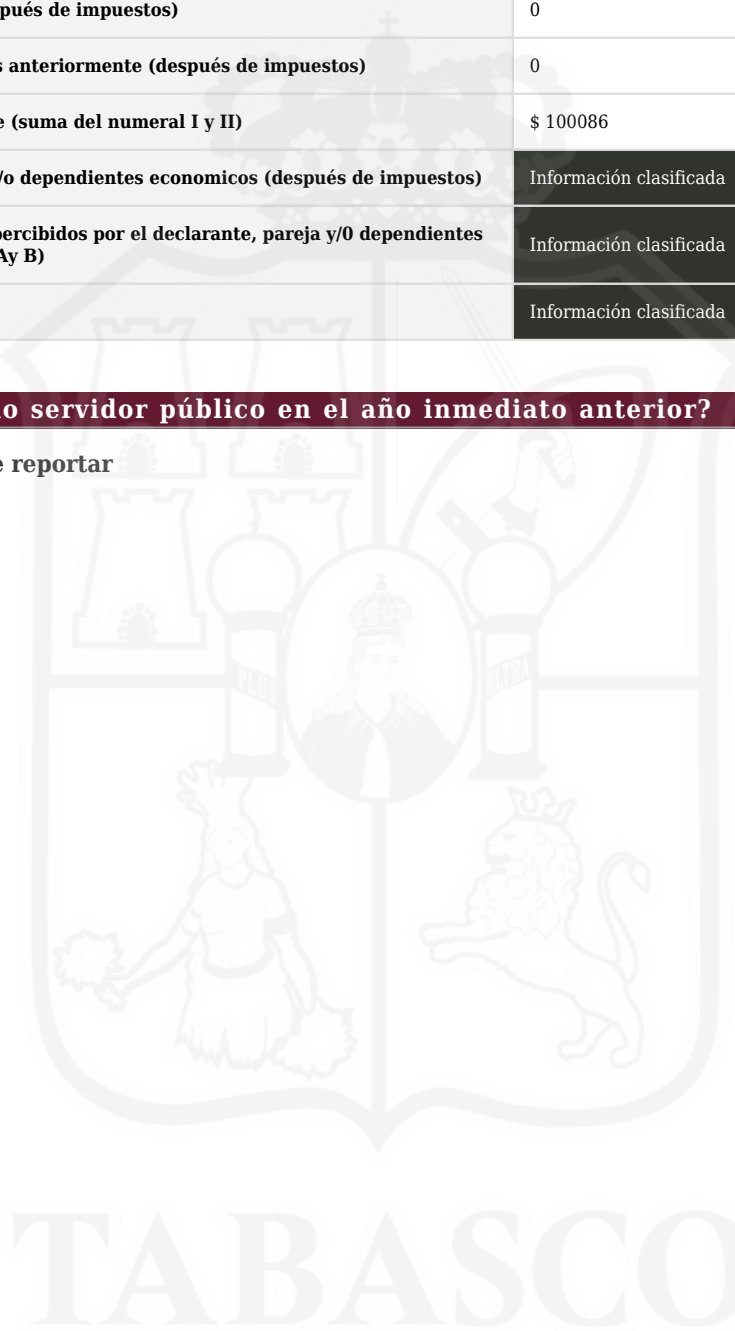 pués de impuestos) 0
s anteriormente (después de impuestos) 0
e (suma del numeral I y II) $ 100086
/o dependientes economicos (después de impuestos) Información clasificada
percibidos por el declarante, pareja y/0 dependientes
Ay B) Información clasificada
Información clasificada
o servidor público en el año inmediato anterior?
e reportar
PLUS ULTRA
TABASCO